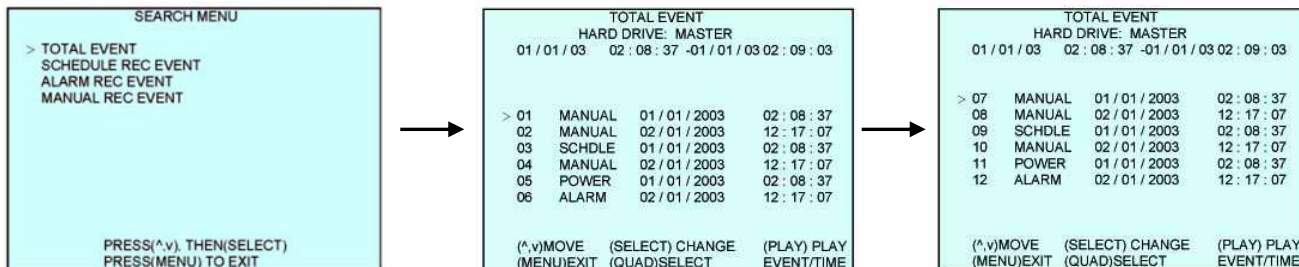 SEARCH MENU
> TOTAL EVENT
SCHEDULE REC EVENT
ALARM REC EVENT
MANUAL REC EVENT
PRESS(^,v), THEN(SELECT)
PRESS(MENU) TO EXIT
TOTAL EVENT
HARD DRIVE: MASTER
01 / 01 / 03 02 : 08 : 37 -01 / 01 / 03 02 : 09 : 03
> 01 MANUAL 01 / 01 / 2003 02 : 08 : 37
02 MANUAL 02 / 01 / 2003 12 : 17 : 07
03 SCHDLE 01 / 01 / 2003 02 : 08 : 37
04 MANUAL 02 / 01 / 2003 12 : 17 : 07
05 POWER 01 / 01 / 2003 02 : 08 : 37
06 ALARM 02 / 01 / 2003 12 : 17 : 07
(^,v)MOVE (SELECT) CHANGE (PLAY) PLAY
(MENU)EXIT (QUAD)SELECT EVENT/TIME
TOTAL EVENT
HARD DRIVE: MASTER
01 / 01 / 03 02 : 08 : 37 -01 / 01 / 03 02 : 09 : 03
> 07 MANUAL 01 / 01 / 2003 02 : 08 : 37
08 MANUAL 02 / 01 / 2003 12 : 17 : 07
09 SCHDLE 01 / 01 / 2003 02 : 08 : 37
10 MANUAL 02 / 01 / 2003 12 : 17 : 07
11 POWER 01 / 01 / 2003 02 : 08 : 37
12 ALARM 02 / 01 / 2003 12 : 17 : 07
(^,v)MOVE (SELECT) CHANGE (PLAY) PLAY
(MENU)EXIT (QUAD)SELECT EVENT/TIME